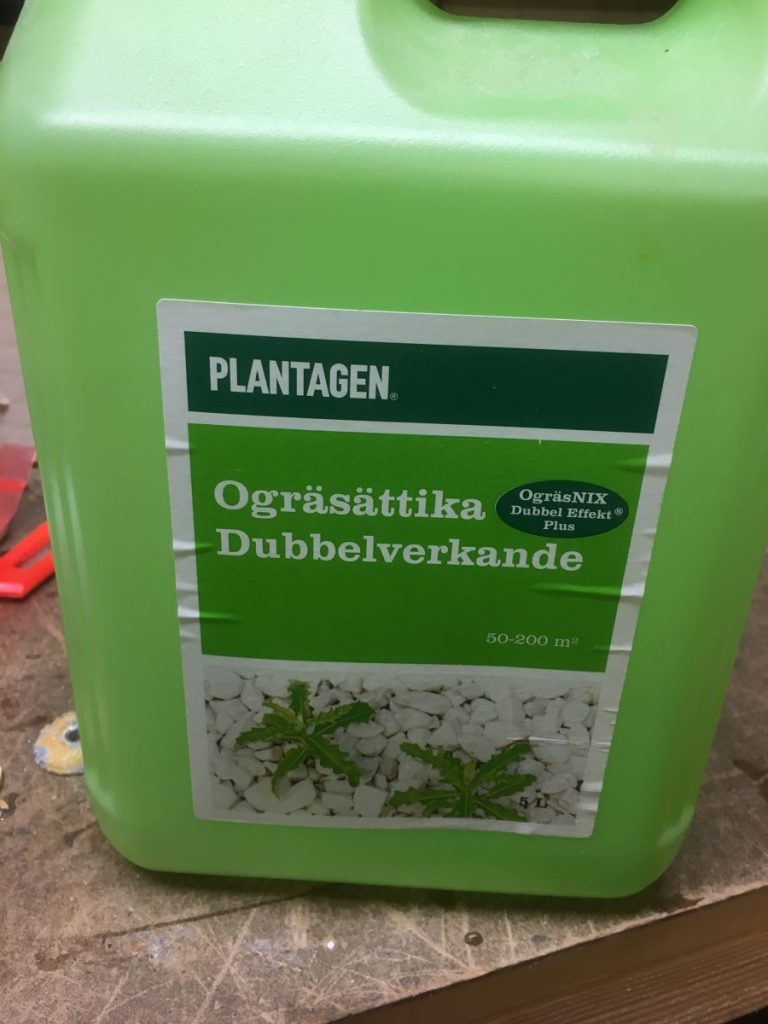 PLANTAGEN®
Ogräsättika
Dubbelverkande
OgräsNIX
Dubbel Effekt®
Plus
50-200 m²
5 L